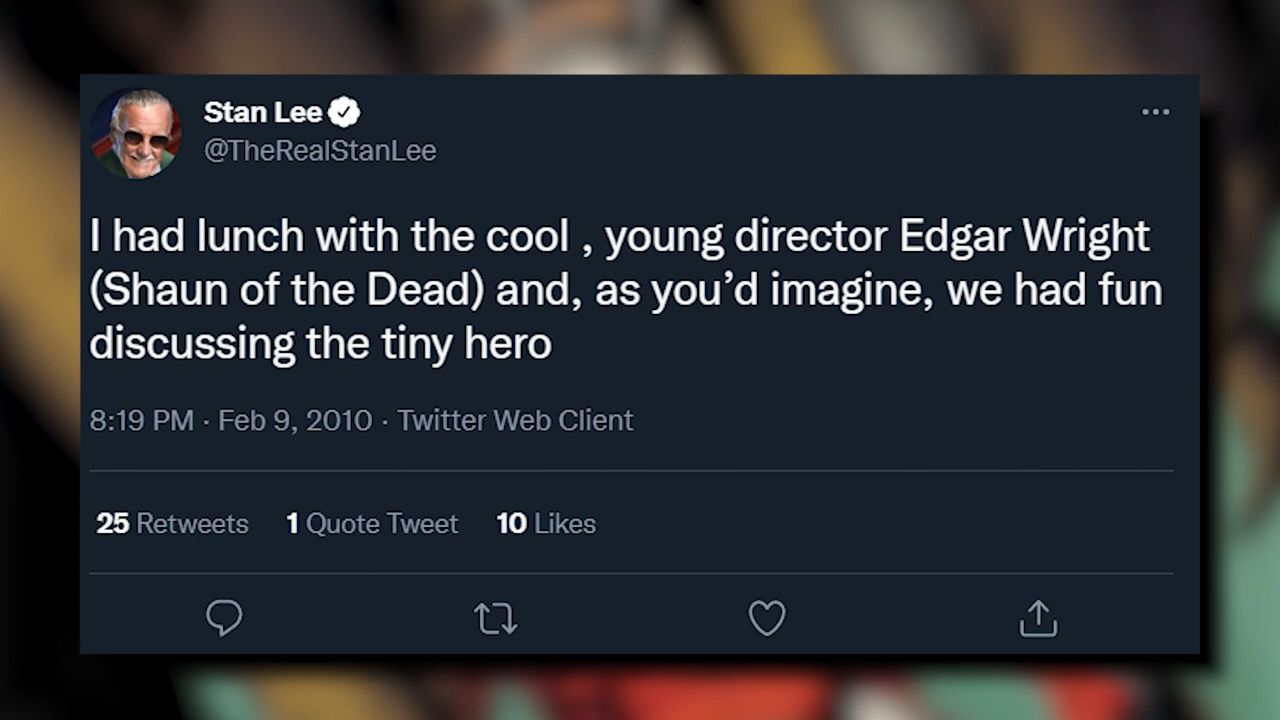 Stan Lee
@TheRealStanLee
I had lunch with the cool , young director Edgar Wright
(Shaun of the Dead) and, as you’d imagine, we had fun
discussing the tiny hero
8:19 PM · Feb 9, 2010 · Twitter Web Client
25 Retweets 1 Quote Tweet 10 Likes